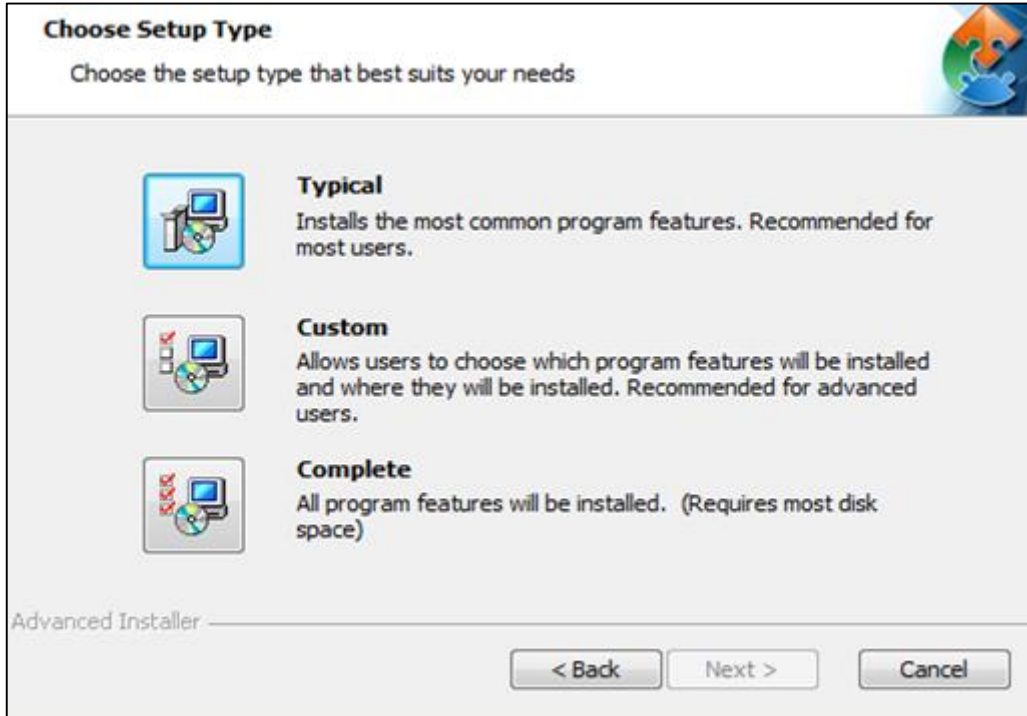 Choose Setup Type
Choose the setup type that best suits your needs
Typical
Installs the most common program features. Recommended for
most users.
Custom
Allows users to choose which program features will be installed
and where they will be installed. Recommended for advanced
users.
Complete
All program features will be installed.  (Requires most disk
space)
Advanced Installer
< Back
Next >
Cancel